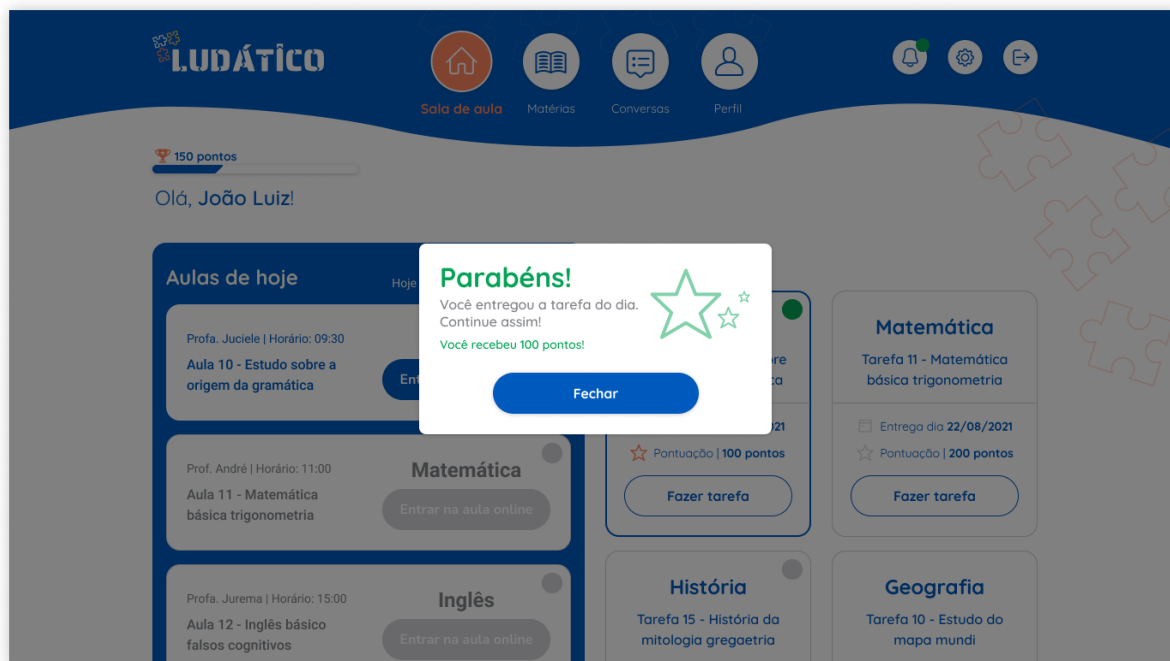 LUDÁTICO
Sala de aula
Matérias
Conversas
Perfil
150 pontos
Olá, João Luiz!
Aulas de hoje
Hoje
Profa. Juciele | Horário: 09:30
Aula 10 - Estudo sobre a
origem da gramática
Prof. André | Horário: 11:00
Aula 11 - Matemática
básica trigonometria
Matemática
Entrar na aula online
Profa. Jurema | Horário: 15:00
Aula 12 - Inglês básico
falsos cognitivos
Inglês
Entrar na aula online
Parabéns!
Você entregou a tarefa do dia.
Continue assim!
Você recebeu 100 pontos!
Fechar
Pontuação | 100 pontos
Fazer tarefa
Matemática
Tarefa 11 - Matemática
básica trigonometria
Entrega dia 22/08/2021
Pontuação | 200 pontos
Fazer tarefa
História
Tarefa 15 - História da
mitologia gregaetria
Geografia
Tarefa 10 - Estudo do
mapa mundi